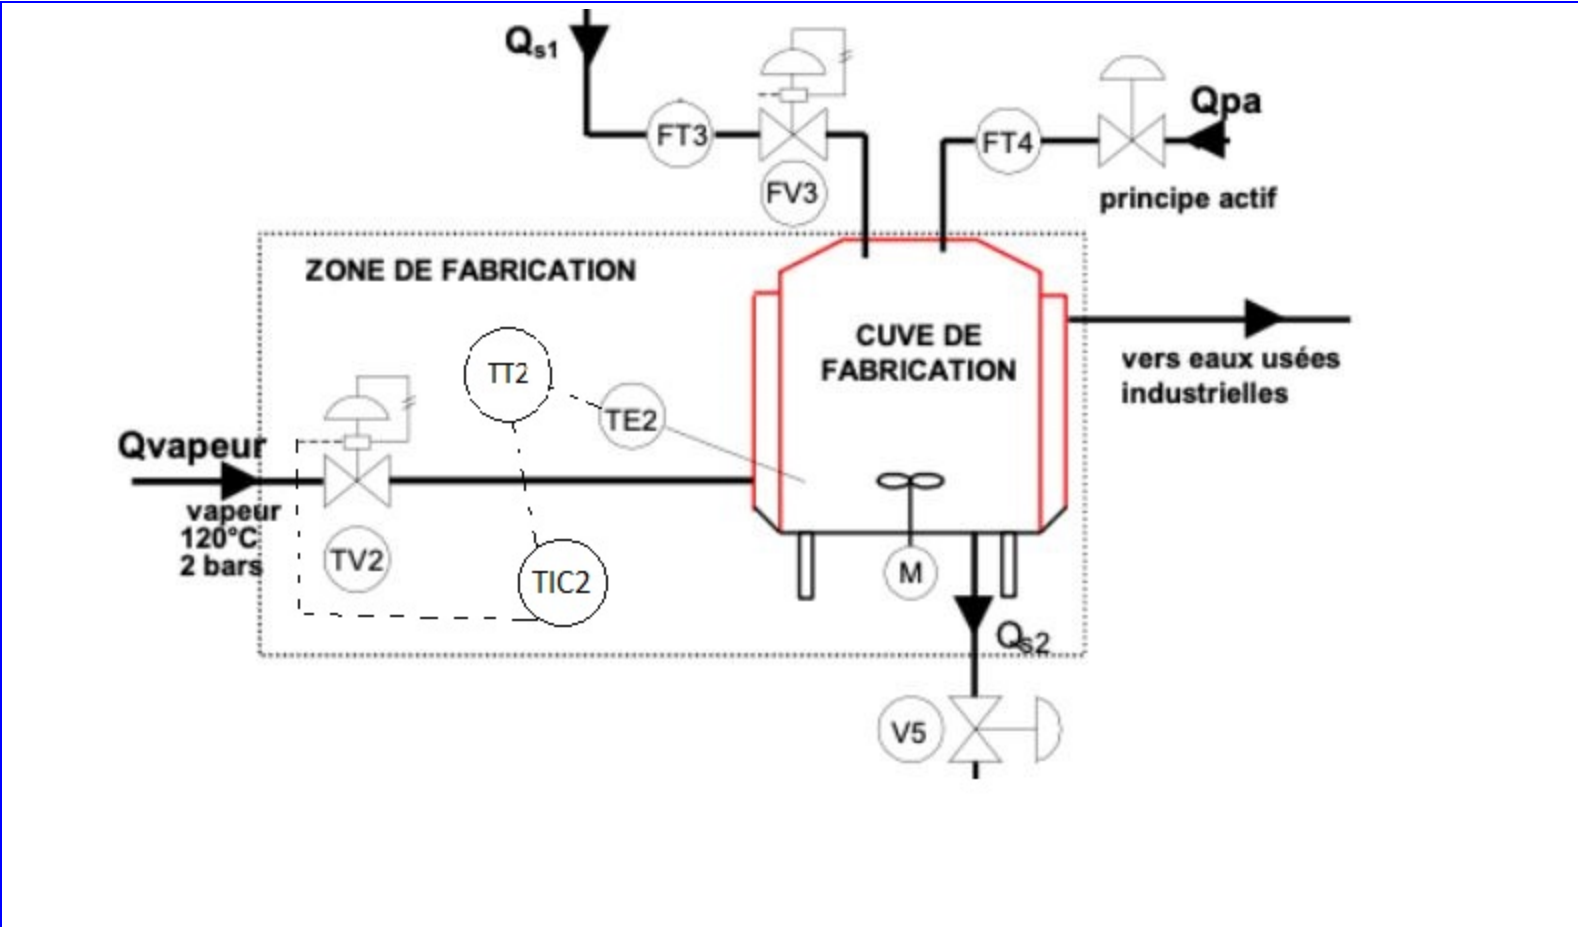 Qs1
FT3
FV3
FT4
Qpa
principe actif
ZONE DE FABRICATION
CUVE DE
FABRICATION
vers eaux usées
industrielles
TT2
TE2
Qvapeur
vapeur
120°C
2 bars
TV2
TIC2
M
Qs2
V5